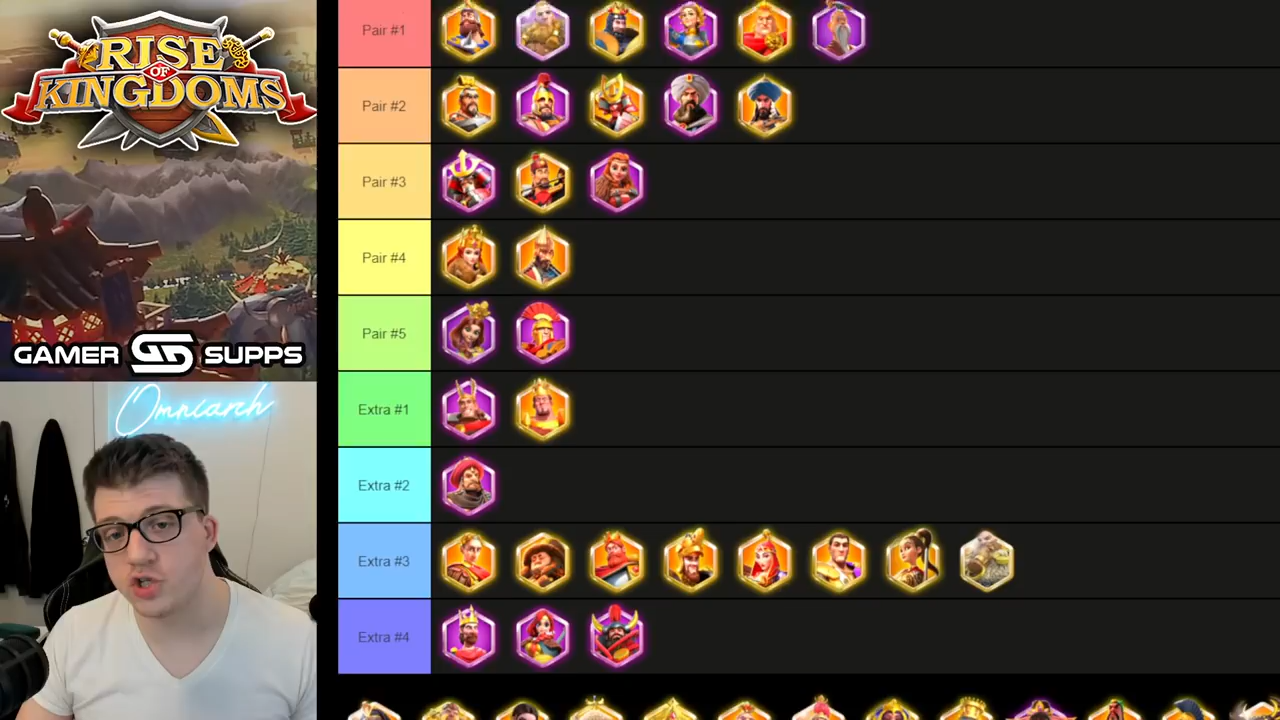 RISE
OF
KINGDOMS
GAMER GS SUPPS
Omniarch
Pair #1
Pair #2
Pair #3
Pair #4
Pair #5
Extra #1
Extra #2
Extra #3
Extra #4